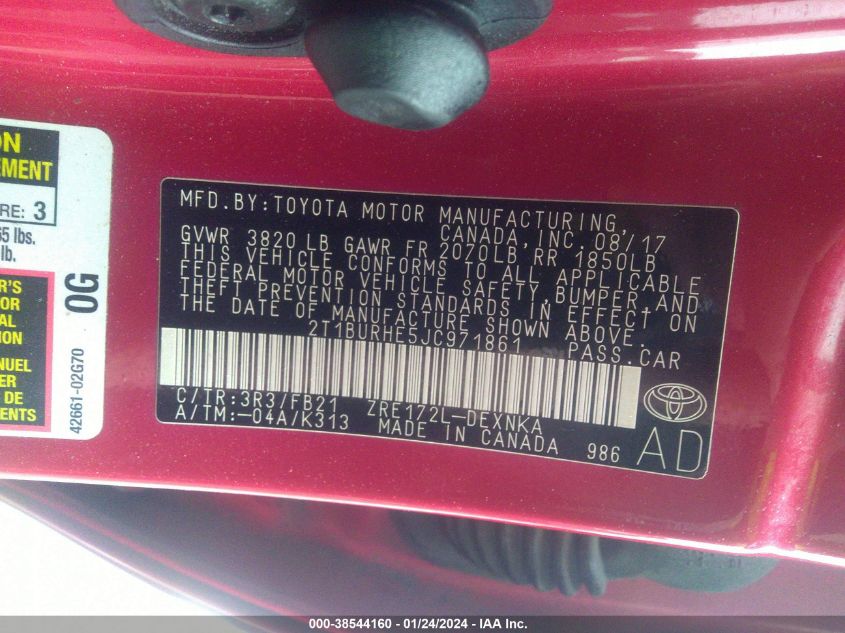 ON
EMENT
RE: 3
65 lbs.
lb.
R'S
OR
AL
ION
NUEL
ER
DE
S
0G
42661-02G70
MFD.BY:TOYOTA MOTOR MANUFACTURING,
CANADA,INC. 08/17
GVWR 3820 LB GAWR FR 2070LB,RR 1850LB
THIS VEHICLE CONFORMS TO ALL APPLICABLE
FEDERAL MOTOR VEHICLE SAFETY,BUMPER,AND
THEFT PREVENTION STANDARDS IN EFFECT ON
THE DATE OF MANUFACTURE SHOWN ABOVE.
2T1BURHE5JC971861 PASS.CAR
C/TR:3R3/FB21 ZRE172L-DEXNKA
A/TM:-04A/K313 MADE IN CANADA 986 AD
000-38544160 - 01/24/2024 - IAA Inc.